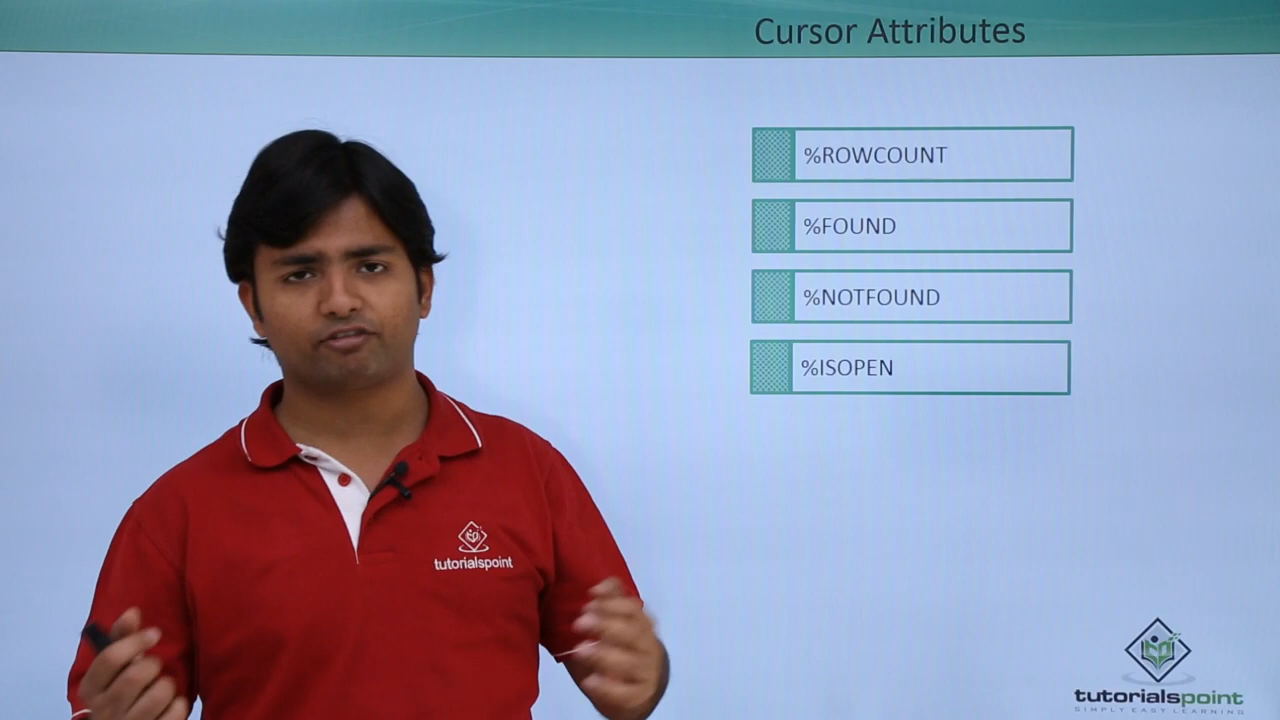 Cursor Attributes
%ROWCOUNT
%FOUND
%NOTFOUND
%ISOPEN
tutorialspoint
tutorialspoint
SIMPLY EASY LEARNING